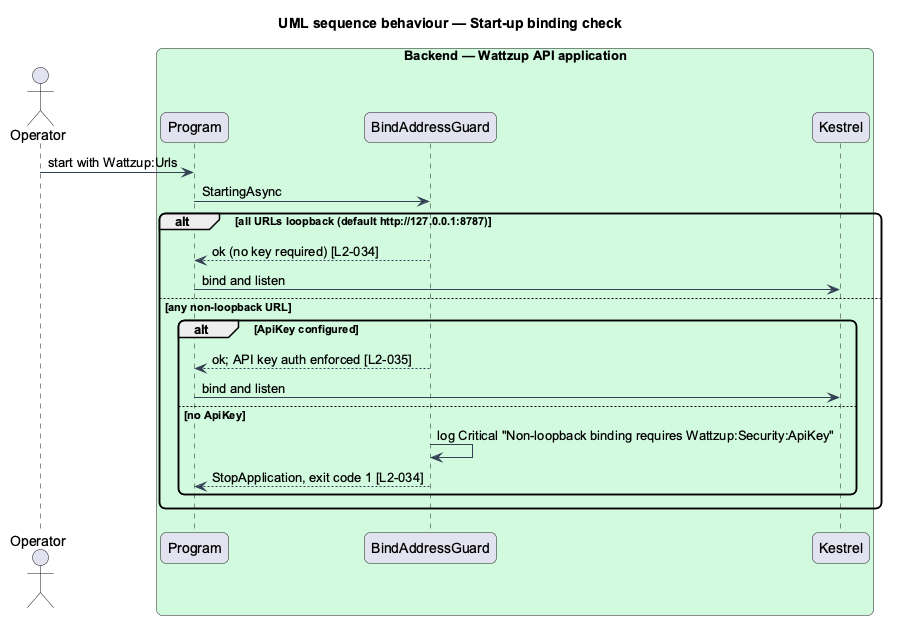 UML sequence behaviour — Start-up binding check
Backend — Wattzup API application
Operator
Program
BindAddressGuard
Kestrel
start with Wattzup:Urls
StartingAsync
alt
[all URLs loopback (default http://127.0.0.1:8787)]
ok (no key required) [L2-034]
bind and listen
[any non-loopback URL]
alt
[ApiKey configured]
ok; API key auth enforced [L2-035]
bind and listen
[no ApiKey]
log Critical "Non-loopback binding requires Wattzup:Security:ApiKey"
StopApplication, exit code 1 [L2-034]
Operator
Program
BindAddressGuard
Kestrel